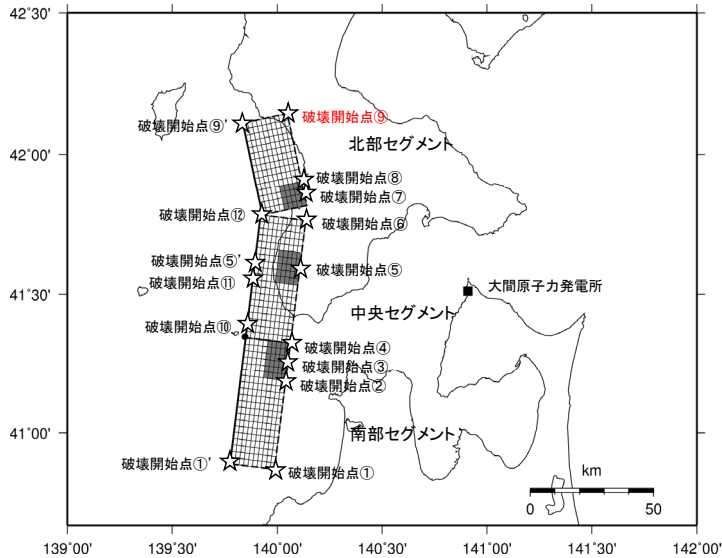 42˚30'
42˚00'
41˚30'
41˚00'
破壊開始点⑨'
破壊開始点⑨
北部セグメント
破壊開始点⑧
破壊開始点⑦
破壊開始点⑫
破壊開始点⑥
破壊開始点⑤'
破壊開始点⑤
破壊開始点⑪
大間原子力発電所
中央セグメント
破壊開始点⑩
破壊開始点④
破壊開始点③
破壊開始点②
南部セグメント
破壊開始点①'
破壊開始点①
km
0 50
139˚00' 139˚30' 140˚00' 140˚30' 141˚00' 141˚30' 142˚00'